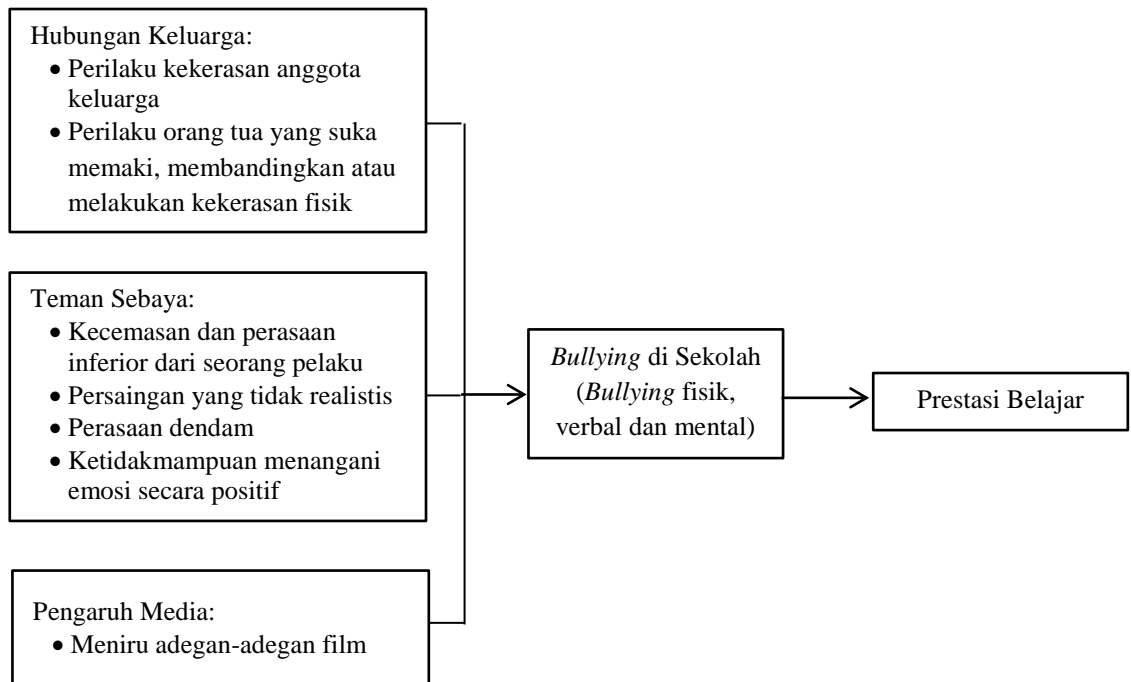 Hubungan Keluarga:
• Perilaku kekerasan anggota
keluarga
• Perilaku orang tua yang suka
memaki, membandingkan atau
melakukan kekerasan fisik
Teman Sebaya:
• Kecemasan dan perasaan
inferior dari seorang pelaku
• Persaingan yang tidak realistis
• Perasaan dendam
• Ketidakmampuan menangani
emosi secara positif
Pengaruh Media:
• Meniru adegan-adegan film
Bullying di Sekolah
(Bullying fisik,
verbal dan mental)
Prestasi Belajar